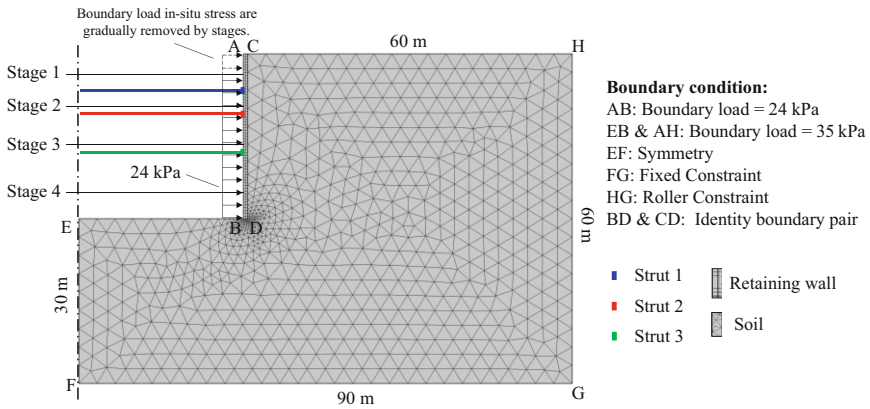 Boundary load in-situ stress are
gradually removed by stages.
A C
60 m
H
Stage 1
Stage 2
Stage 3
24 kPa
Stage 4
E
B D
60 m
30 m
F
90 m
G
Boundary condition:
AB: Boundary load = 24 kPa
EB & AH: Boundary load = 35 kPa
EF: Symmetry
FG: Fixed Constraint
HG: Roller Constraint
BD & CD: Identity boundary pair
Strut 1
Strut 2
Strut 3
Retaining wall
Soil